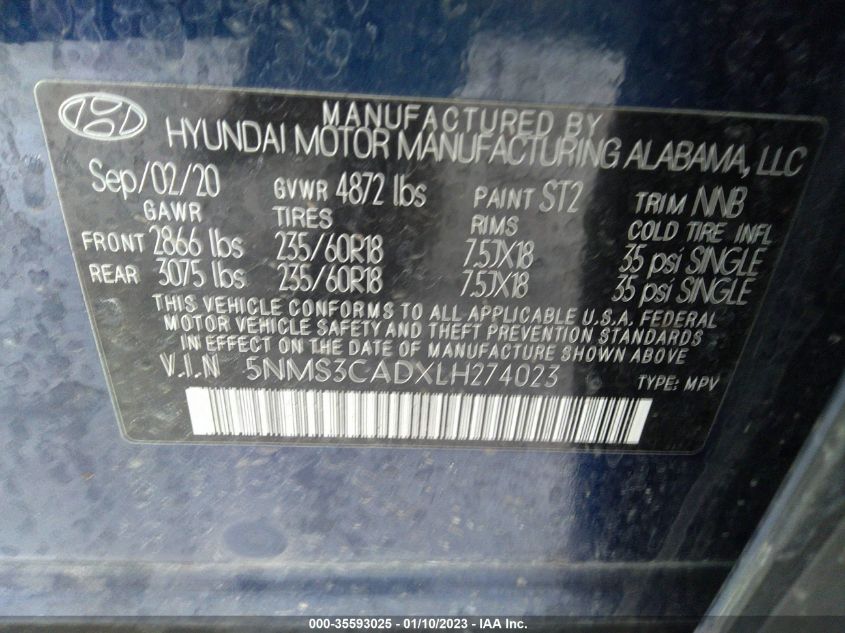 MANUFACTURED BY
HYUNDAI MOTOR MANUFACTURING ALABAMA, LLC
Sep/02/20 GVWR 4872 lbs PAINT ST2 TRIM NNB
GAWR TIRES RIMS COLD TIRE INFL
FRONT 2866 lbs 235/60R18 7.5JX18 35 psi SINGLE
REAR 3075 lbs 235/60R18 7.5JX18 35 psi SINGLE
THIS VEHICLE CONFORMS TO ALL APPLICABLE U.S.A. FEDERAL
MOTOR VEHICLE SAFETY AND THEFT PREVENTION STANDARDS
IN EFFECT ON THE DATE OF MANUFACTURE SHOWN ABOVE.
V.I.N 5NMS3CADXLH274023 TYPE: MPV
000-35593025 - 01/10/2023 - IAA Inc.